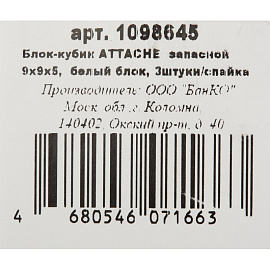 арт. 1098645
Блок-кубик ATTACHE запасной
9х9х5, белый блок, 3штуки/спайка
Производитель: ООО "БанКО"
Моск. обл., г. Коломна,
140402, Окский пр-т, д. 40
4 680546 071663